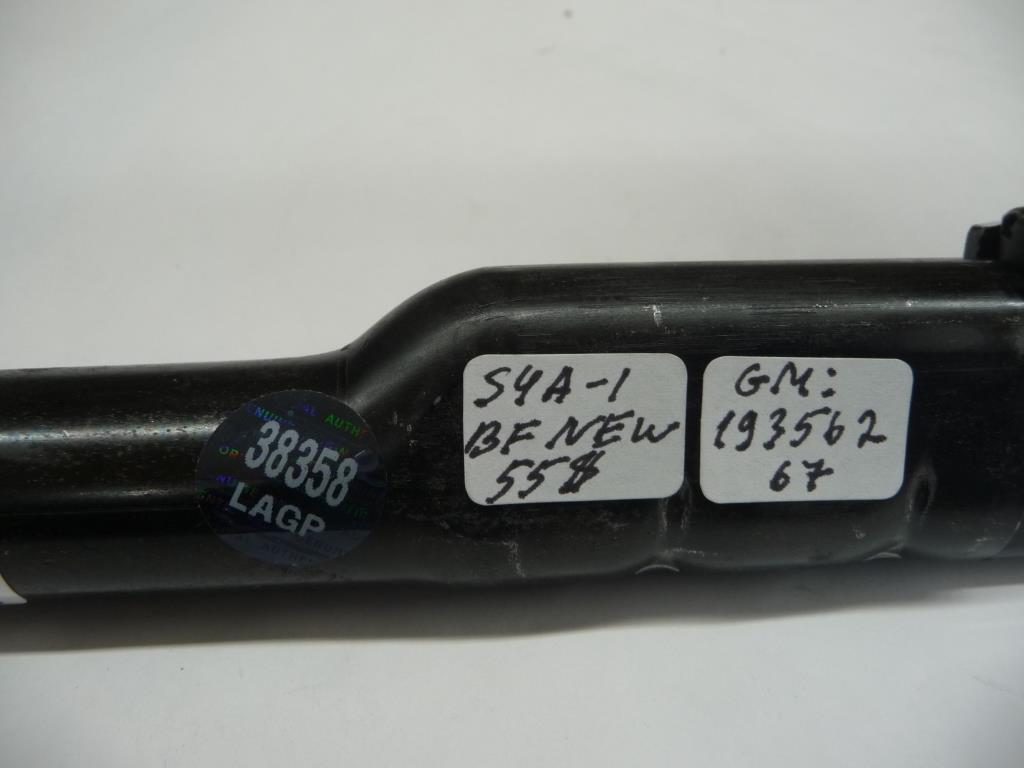 38358
LAGP
S4A-1
BF NEW
55$
GM:
193562
67